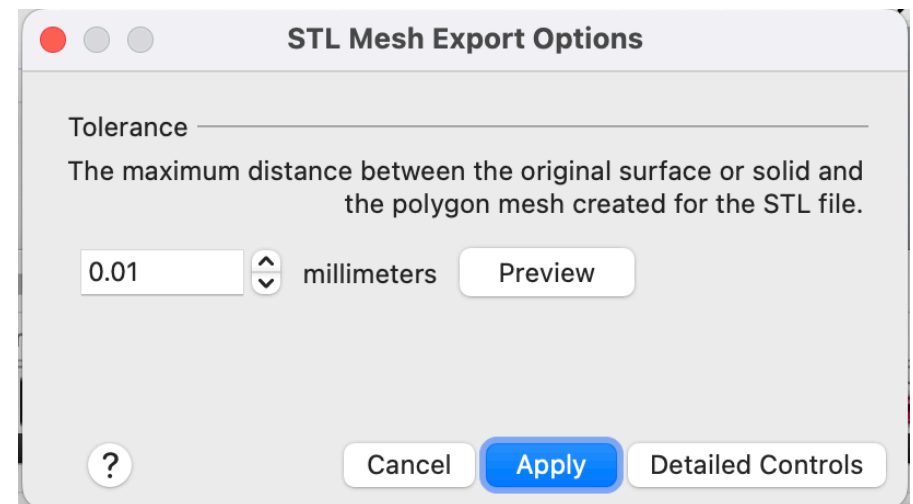 STL Mesh Export Options
Tolerance
The maximum distance between the original surface or solid and
the polygon mesh created for the STL file.
0.01 millimeters Preview
? Cancel Apply Detailed Controls